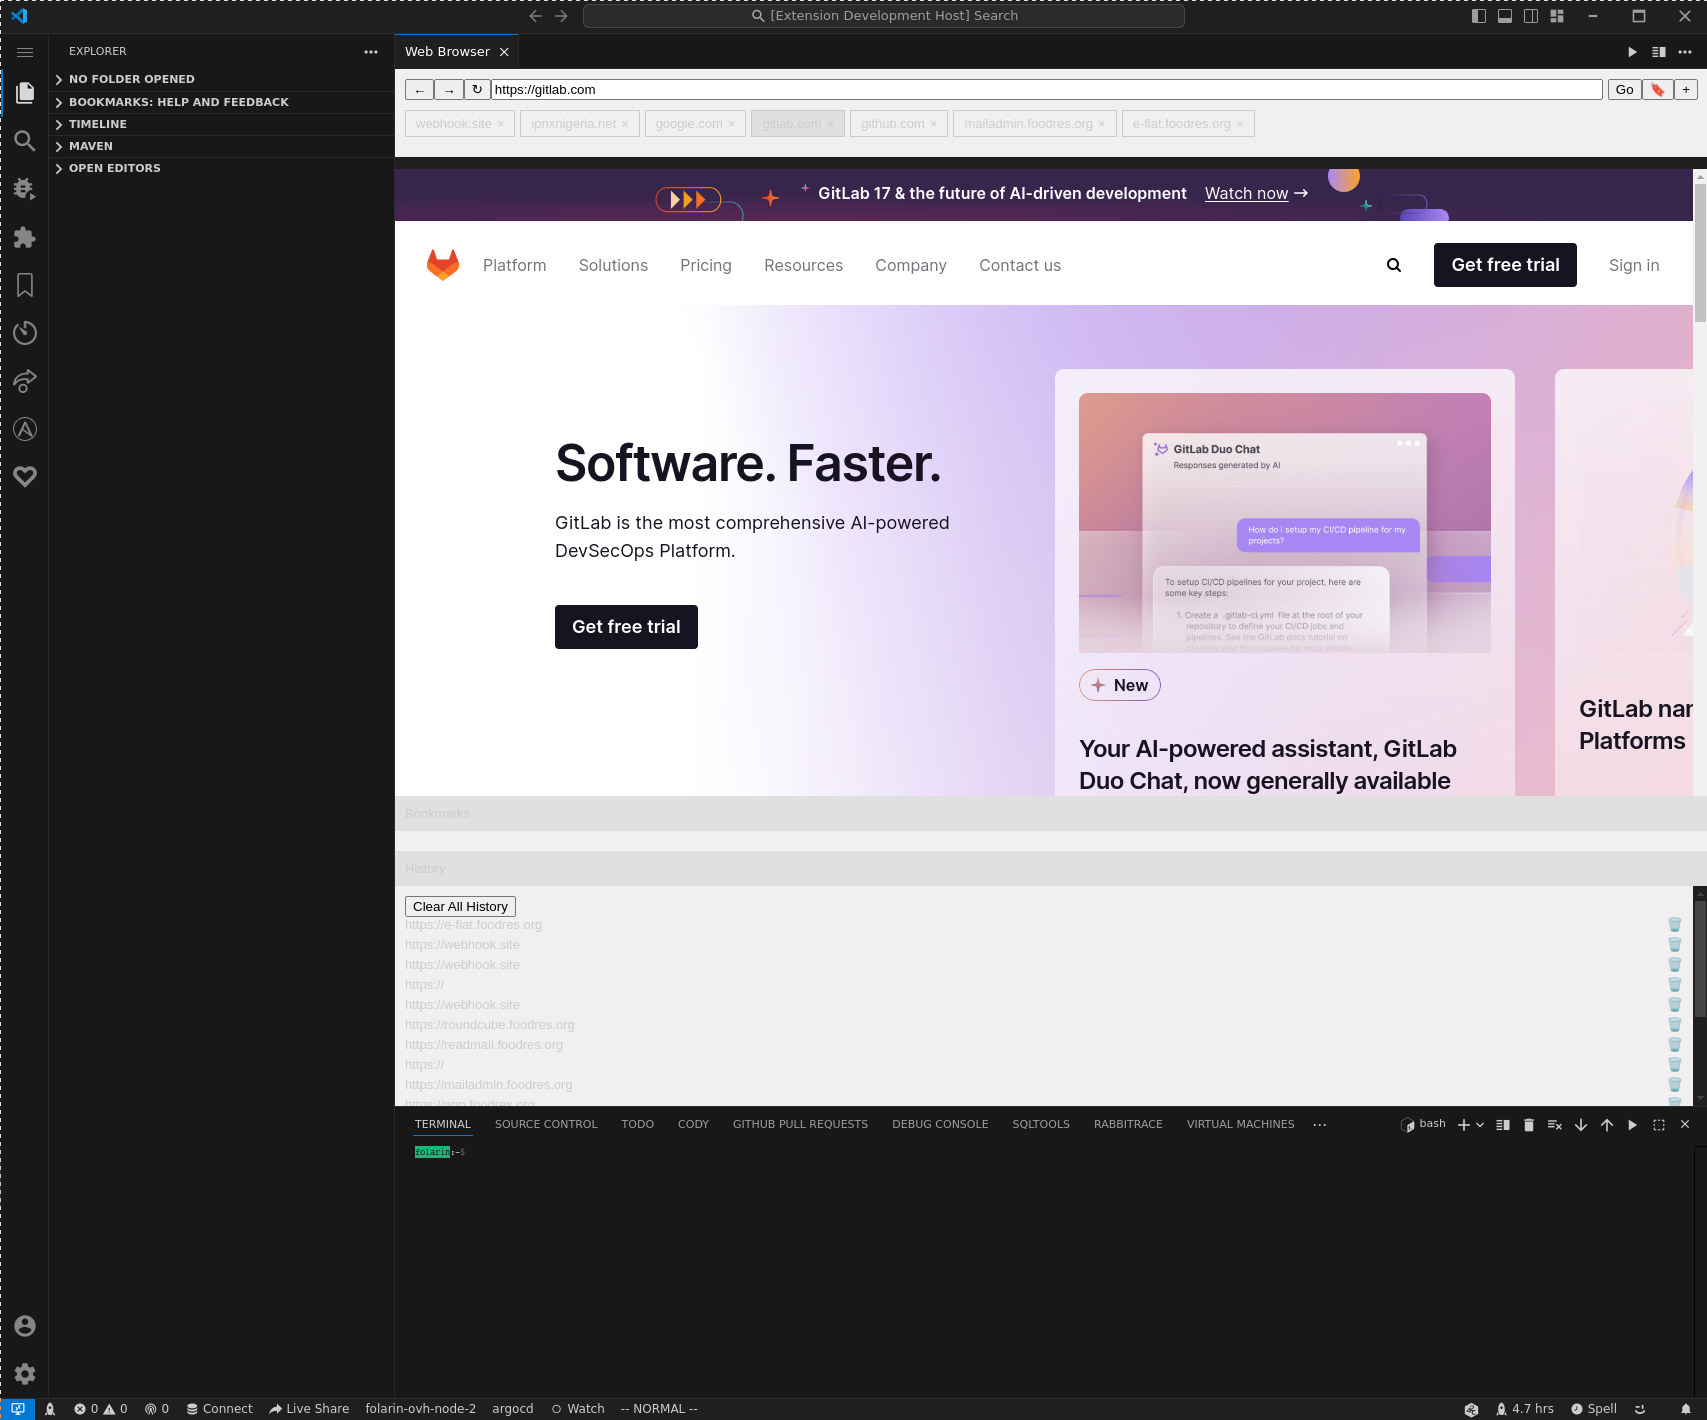 [Extension Development Host] Search
EXPLORER
NO FOLDER OPENED
BOOKMARKS: HELP AND FEEDBACK
TIMELINE
MAVEN
OPEN EDITORS
Web Browser
https://gitlab.com
Go
+
webhook.site × ipnxnigeria.net × google.com × gitlab.com × github.com × mailadmin.foodres.org × e-fiat.foodres.org ×
GitLab 17 & the future of AI-driven development Watch now →
Platform Solutions Pricing Resources Company Contact us Get free trial Sign in
Software. Faster.
GitLab is the most comprehensive AI-powered
DevSecOps Platform.
Get free trial
GitLab Duo Chat
Responses generated by AI
How do I setup my CI/CD pipeline for my
projects?
To setup CI/CD pipelines for your project, here are
some key steps:
1. Create a .gitlab-ci.yml file at the root of your
repository to define your CI/CD jobs and
pipelines. See the GitLab docs tutorial on
creating your first pipeline for more details.
New
Your AI-powered assistant, GitLab
Duo Chat, now generally available
GitLab nar
Platforms
Bookmarks
History
Clear All History
https://e-fiat.foodres.org
https://webhook.site
https://webhook.site
https://
https://webhook.site
https://roundcube.foodres.org
https://readmail.foodres.org
https://
https://mailadmin.foodres.org
https://app.foodres.org
TERMINAL SOURCE CONTROL TODO CODY GITHUB PULL REQUESTS DEBUG CONSOLE SQLTOOLS RABBITRACE VIRTUAL MACHINES ··· bash
folarin:~$
0 0 0 Connect Live Share folarin-ovh-node-2 argocd Watch -- NORMAL -- 4.7 hrs Spell